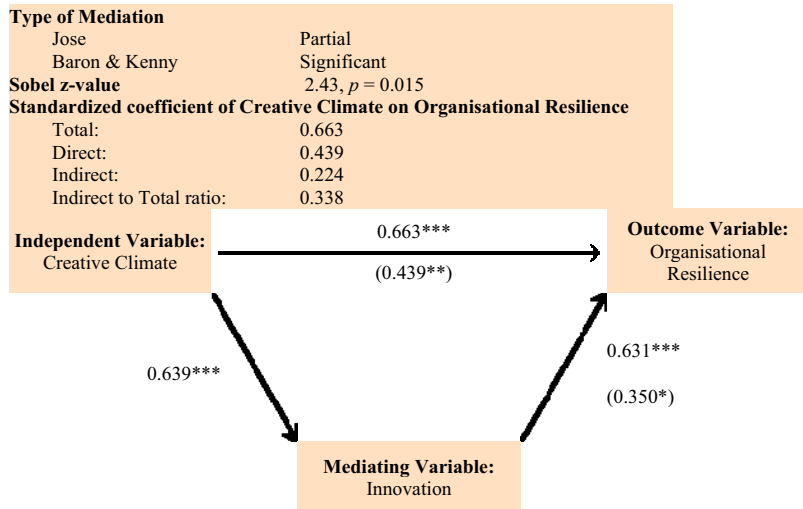 Type of Mediation
Jose Partial
Baron & Kenny Significant
Sobel z-value 2.43, p = 0.015
Standardized coefficient of Creative Climate on Organisational Resilience
Total: 0.663
Direct: 0.439
Indirect: 0.224
Indirect to Total ratio: 0.338
Independent Variable:
Creative Climate
0.663***
(0.439**)
Outcome Variable:
Organisational
Resilience
0.639***
0.631***
(0.350*)
Mediating Variable:
Innovation